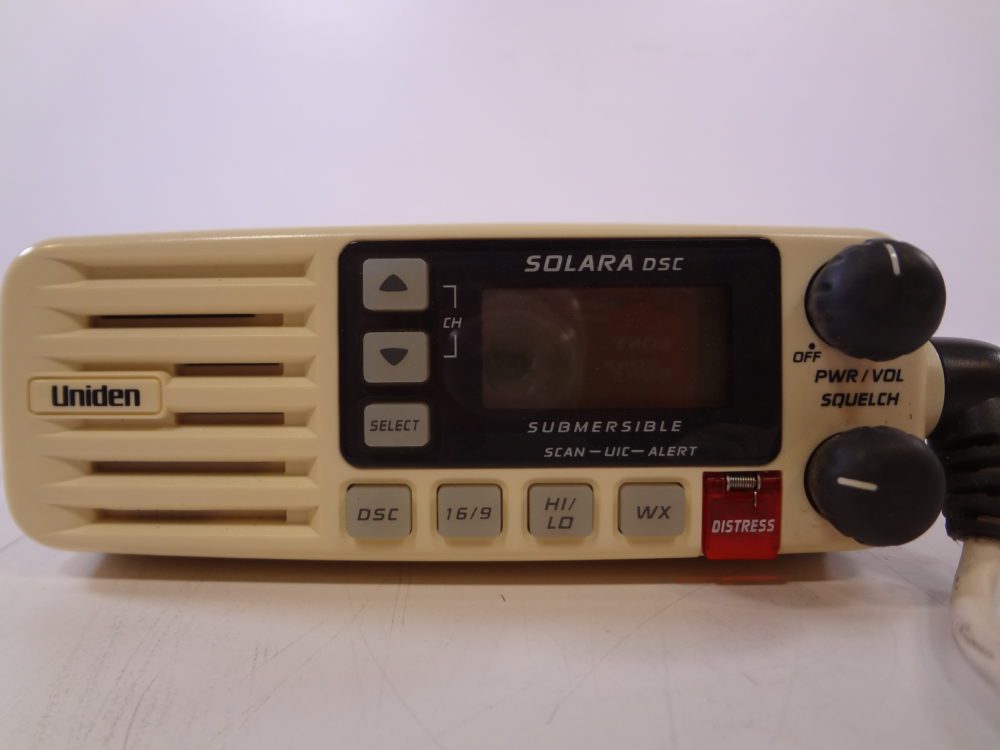 SOLARA DSC
CH
OFF
PWR / VOL
SQUELCH
Uniden
SELECT
SUBMERSIBLE
SCAN — UIC — ALERT
DSC
16/9
HI/
LO
WX
DISTRESS